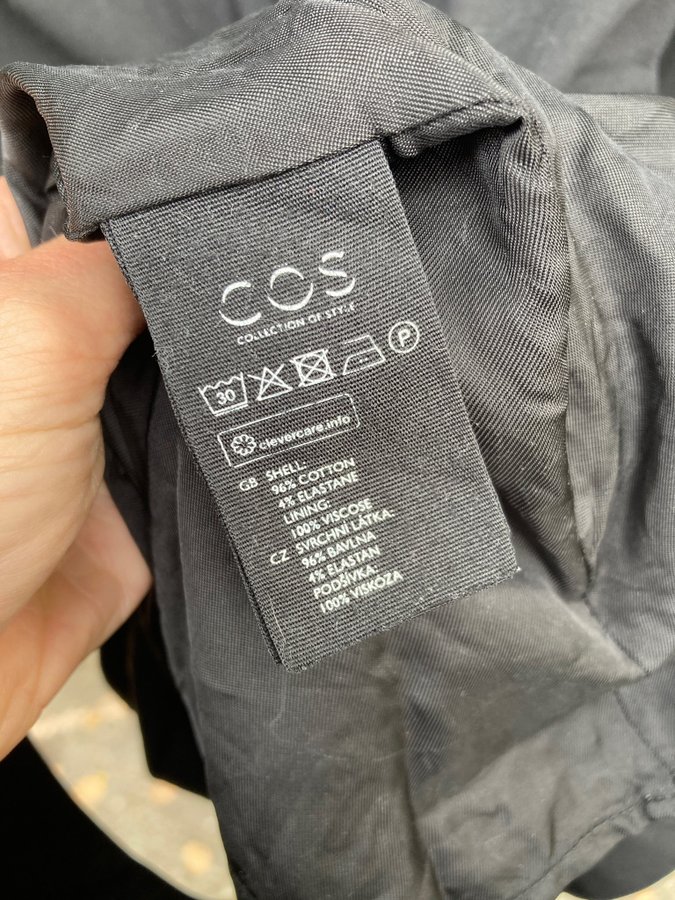 COS
COLLECTION OF STYLE
30 P
clevercare.info
GB SHELL:
96% COTTON
4% ELASTANE
LINING:
100% VISCOSE
CZ SVRCHNÍ LÁTKA:
96% BAVLNA
4% ELASTAN
PODŠÍVKA:
100% VISKÓZA